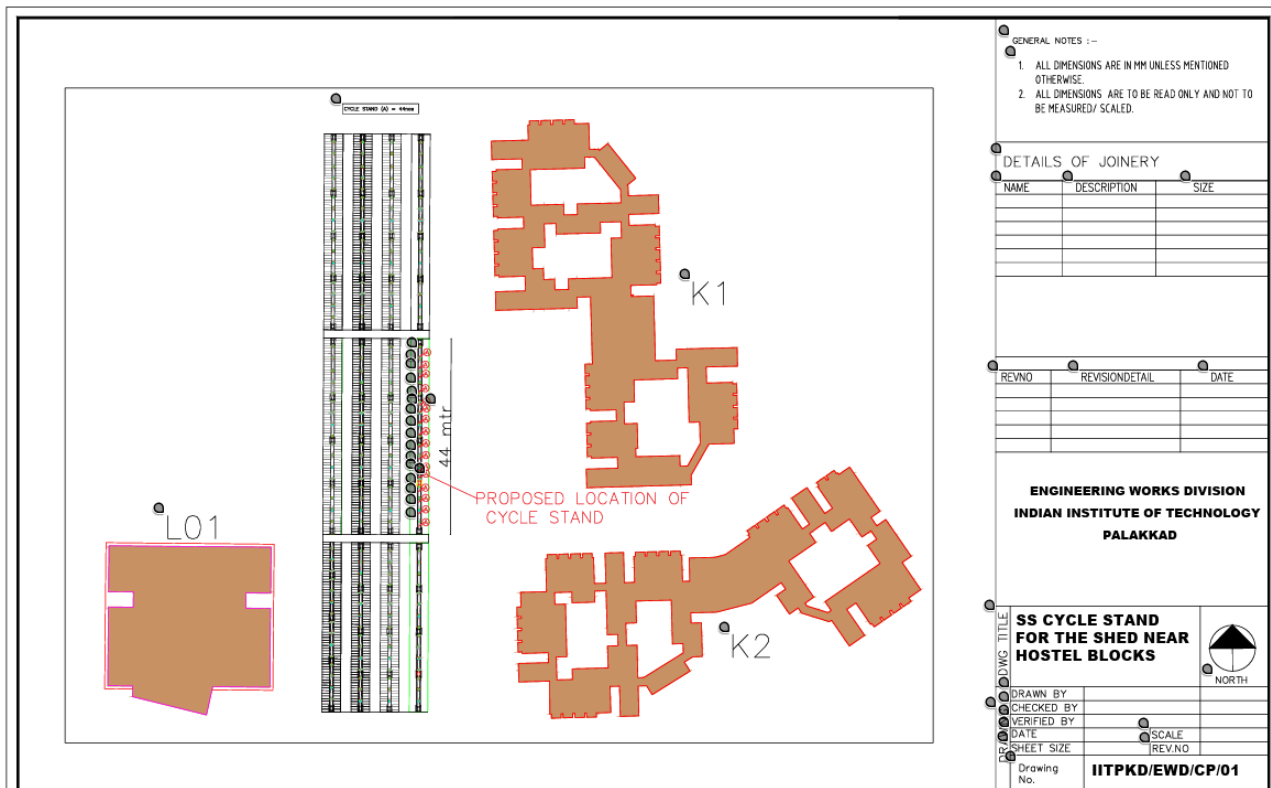 CYCLE STAND (A) = 44nos
K1
44 mtr
PROPOSED LOCATION OF
CYCLE STAND
L01
K2
GENERAL NOTES :-
1. ALL DIMENSIONS ARE IN MM UNLESS MENTIONED
OTHERWISE.
2. ALL DIMENSIONS ARE TO BE READ ONLY AND NOT TO
BE MEASURED/ SCALED.
DETAILS OF JOINERY
NAME DESCRIPTION SIZE
REVNO REVISIONDETAIL DATE
ENGINEERING WORKS DIVISION
INDIAN INSTITUTE OF TECHNOLOGY
PALAKKAD
DWG TITLE
SS CYCLE STAND
FOR THE SHED NEAR
HOSTEL BLOCKS
NORTH
DRAWN BY
CHECKED BY
VERIFIED BY
DATE SCALE
SHEET SIZE REV.NO
Drawing
No.
IITPKD/EWD/CP/01